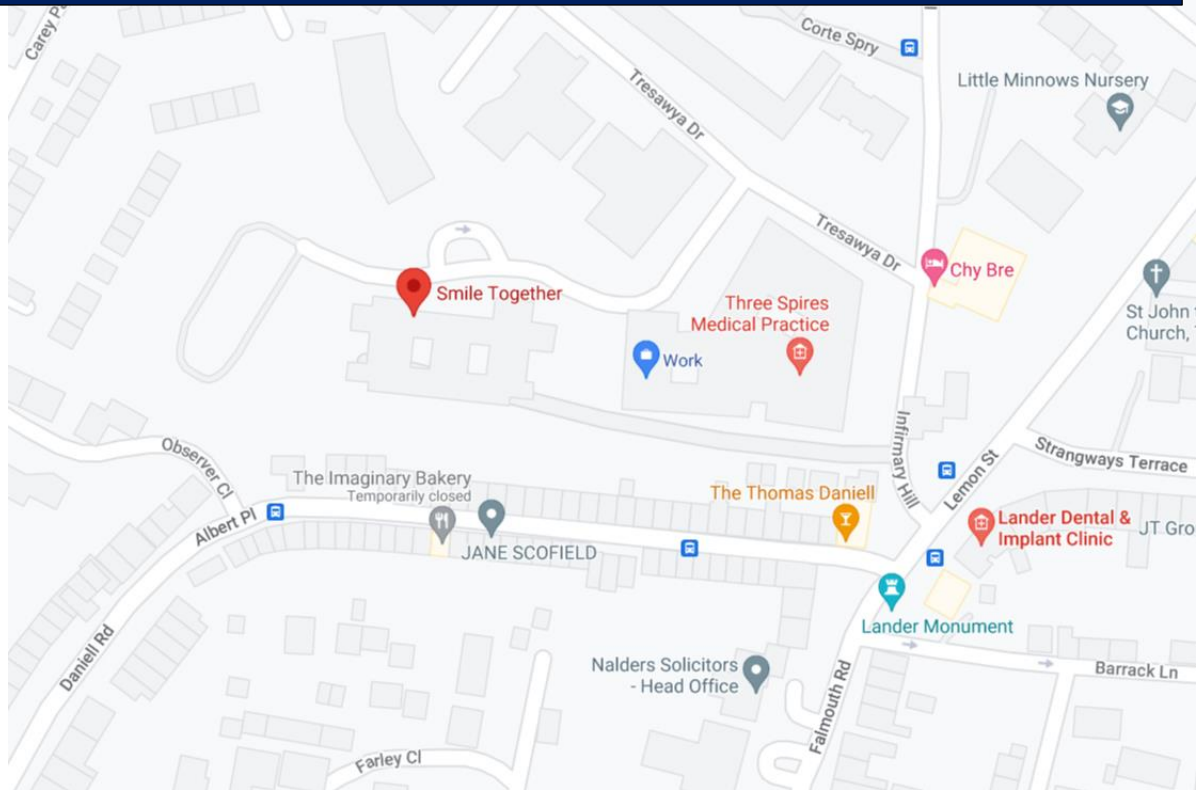 Carey Pa
Corte Spry
Little Minnows Nursery
Tresawya Dr
Tresawya Dr
Chy Bre
Smile Together
Three Spires
Medical Practice
St John
Church,
Work
Infirmary Hill
Observer Cl
Lemon St
Strangways Terrace
The Imaginary Bakery
Temporarily closed
The Thomas Daniell
Albert Pl
JANE SCOFIELD
Lander Dental &
Implant Clinic
JT Gro
Lander Monument
Daniell Rd
Nalders Solicitors
- Head Office
Barrack Ln
Falmouth Rd
Farley Cl